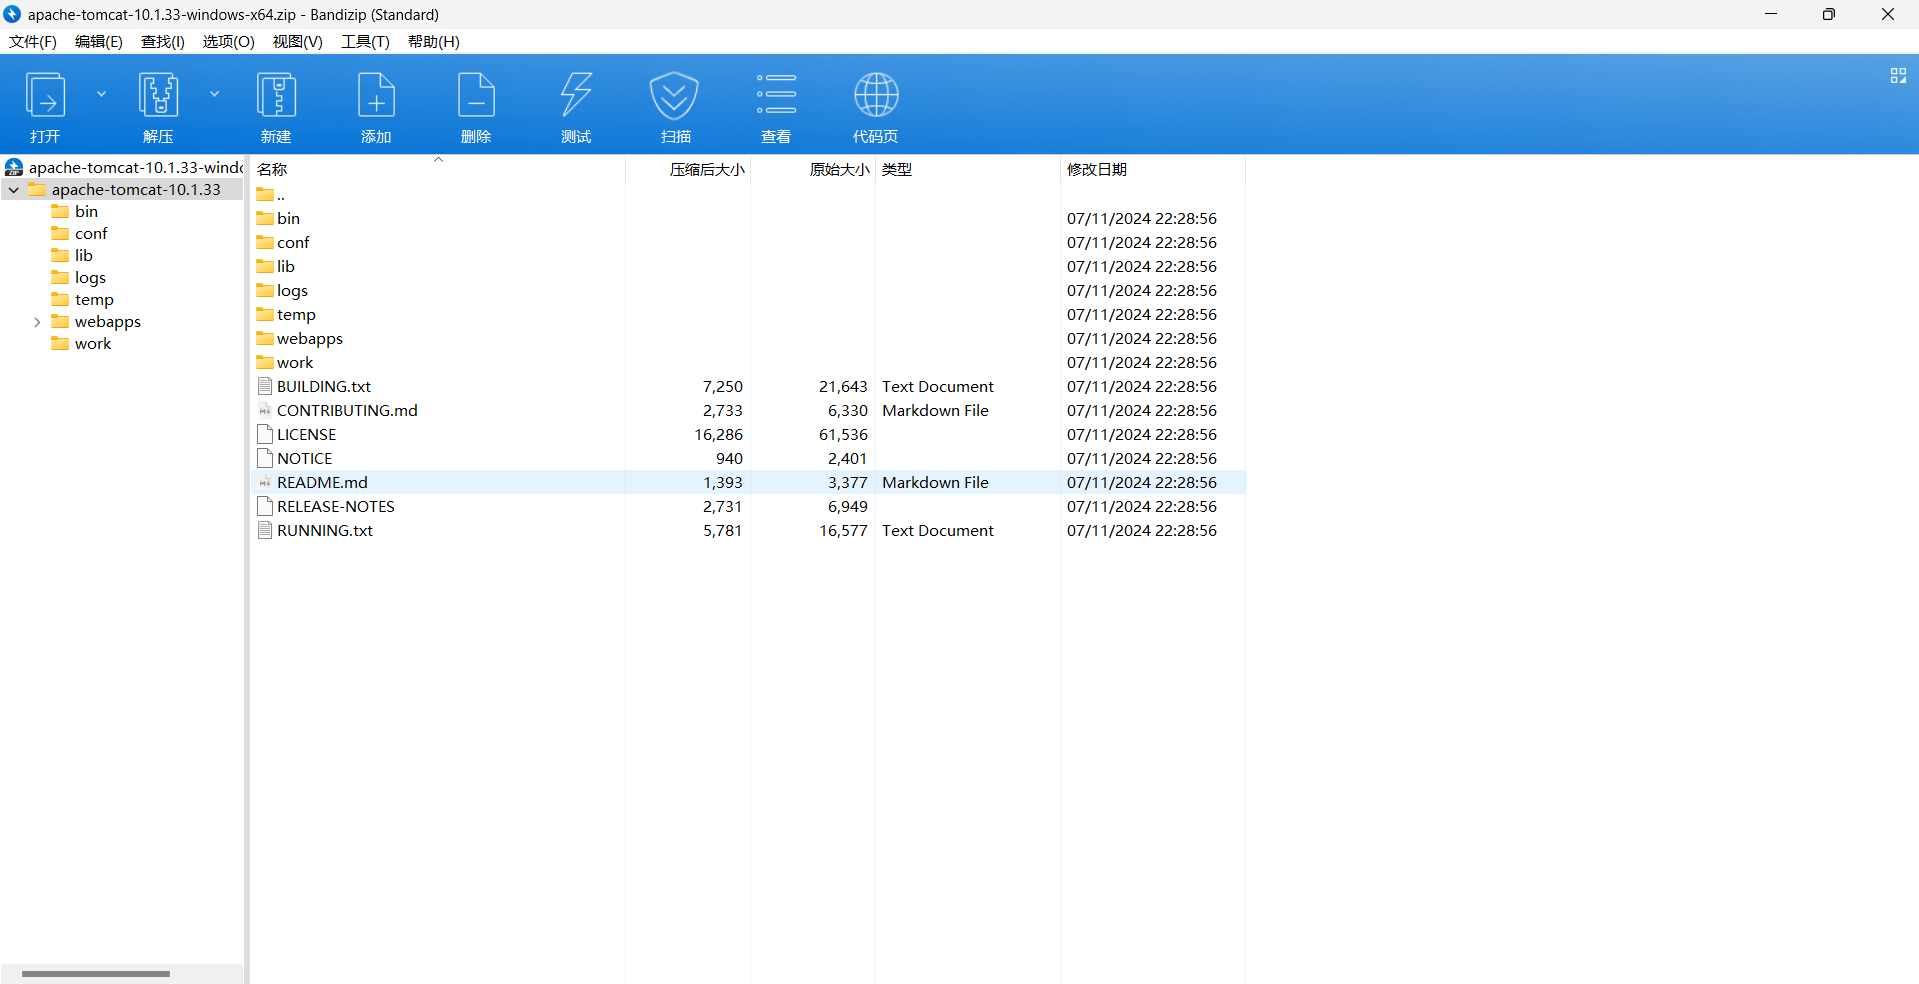 apache-tomcat-10.1.33-windows-x64.zip - Bandizip (Standard)
文件(F) 编辑(E) 查找(I) 选项(O) 视图(V) 工具(T) 帮助(H)
打开 解压 新建 添加 删除 测试 扫描 查看 代码页
apache-tomcat-10.1.33-windo
apache-tomcat-10.1.33
bin
conf
lib
logs
temp
webapps
work
名称 压缩后大小 原始大小 类型 修改日期
..
bin 07/11/2024 22:28:56
conf 07/11/2024 22:28:56
lib 07/11/2024 22:28:56
logs 07/11/2024 22:28:56
temp 07/11/2024 22:28:56
webapps 07/11/2024 22:28:56
work 07/11/2024 22:28:56
BUILDING.txt 7,250 21,643 Text Document 07/11/2024 22:28:56
CONTRIBUTING.md 2,733 6,330 Markdown File 07/11/2024 22:28:56
LICENSE 16,286 61,536 07/11/2024 22:28:56
NOTICE 940 2,401 07/11/2024 22:28:56
README.md 1,393 3,377 Markdown File 07/11/2024 22:28:56
RELEASE-NOTES 2,731 6,949 07/11/2024 22:28:56
RUNNING.txt 5,781 16,577 Text Document 07/11/2024 22:28:56